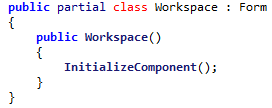 public partial class Workspace : Form
{
    public Workspace()
    {
        InitializeComponent();
    }
}